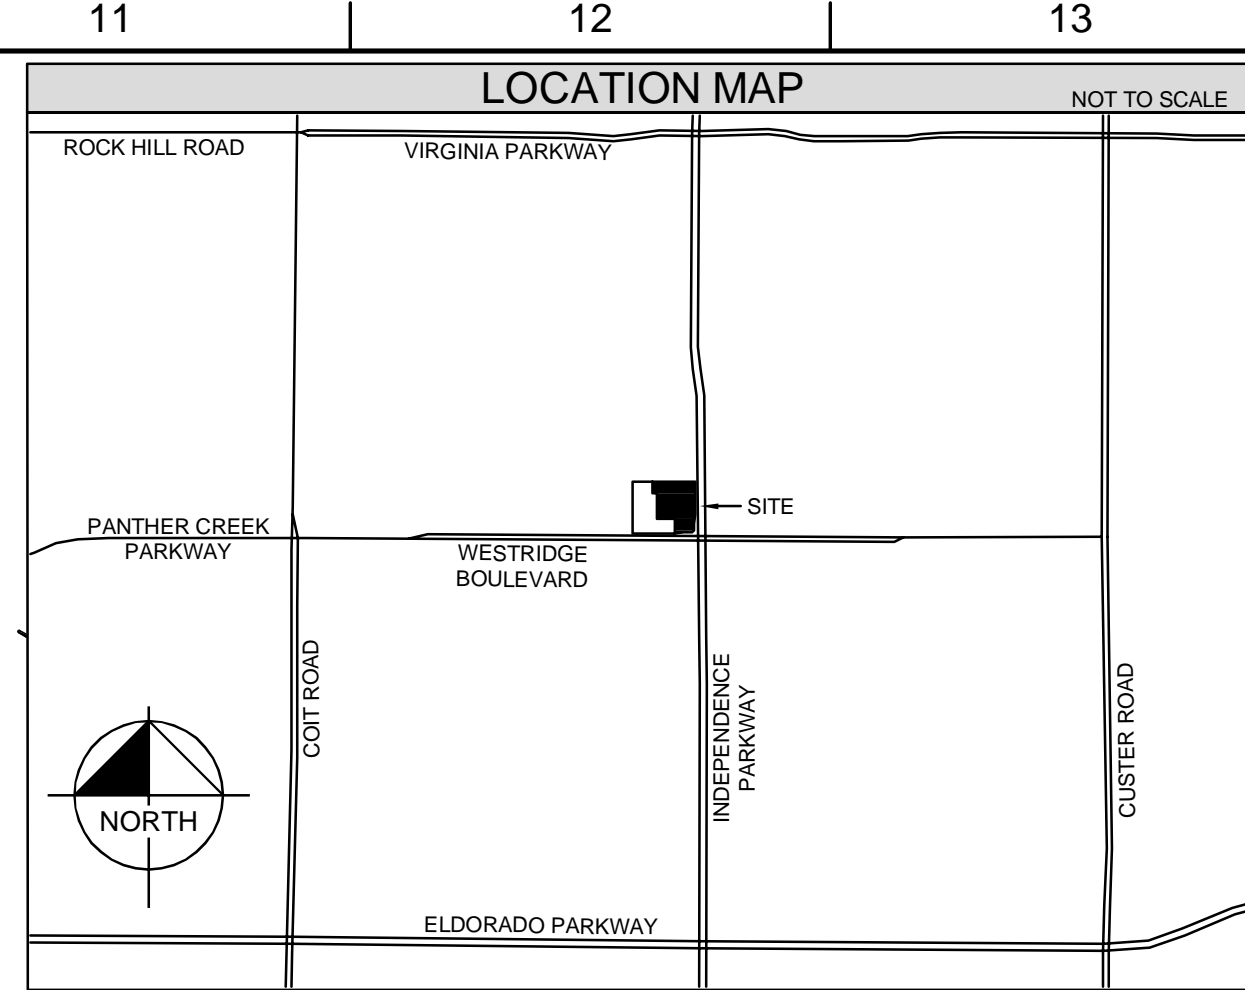 11
12
13
LOCATION MAP
NOT TO SCALE
ROCK HILL ROAD
VIRGINIA PARKWAY
SITE
PANTHER CREEK
PARKWAY
WESTRIDGE
BOULEVARD
COIT ROAD
INDEPENDENCE
PARKWAY
CUSTER ROAD
NORTH
ELDORADO PARKWAY